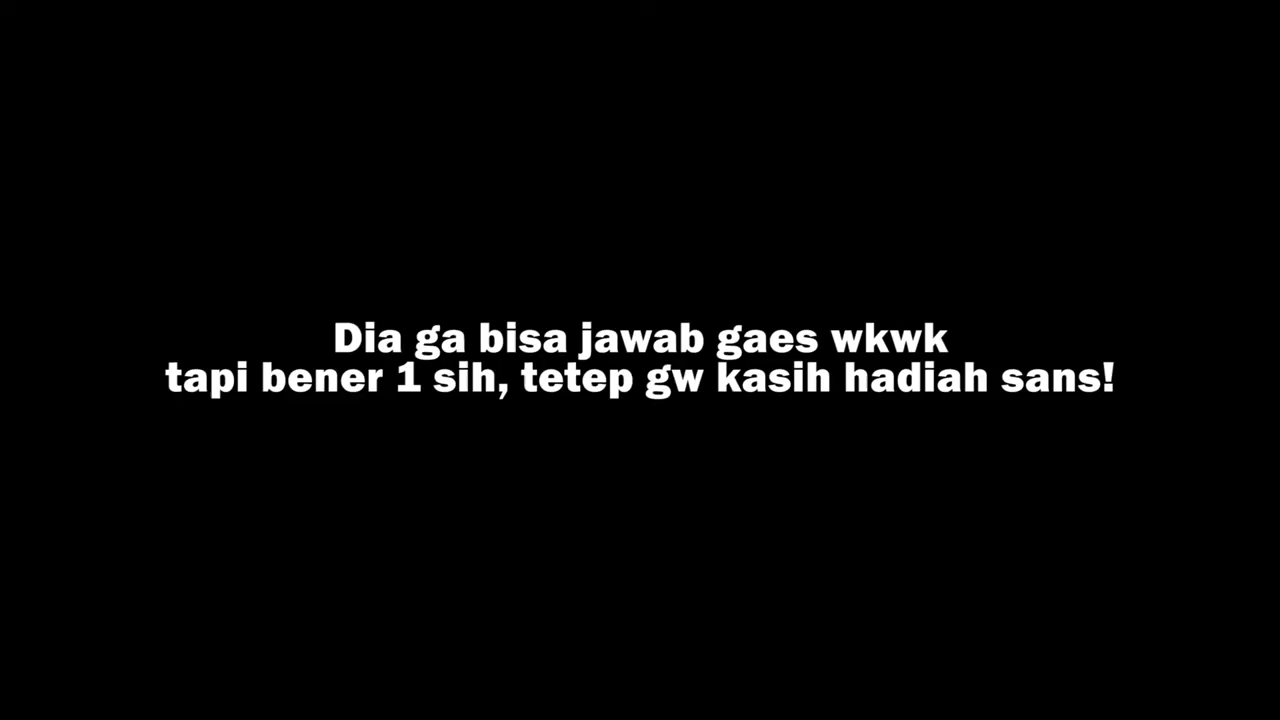 Dia ga bisa jawab gaes wkwk
tapi bener 1 sih, tetep gw kasih hadiah sans!